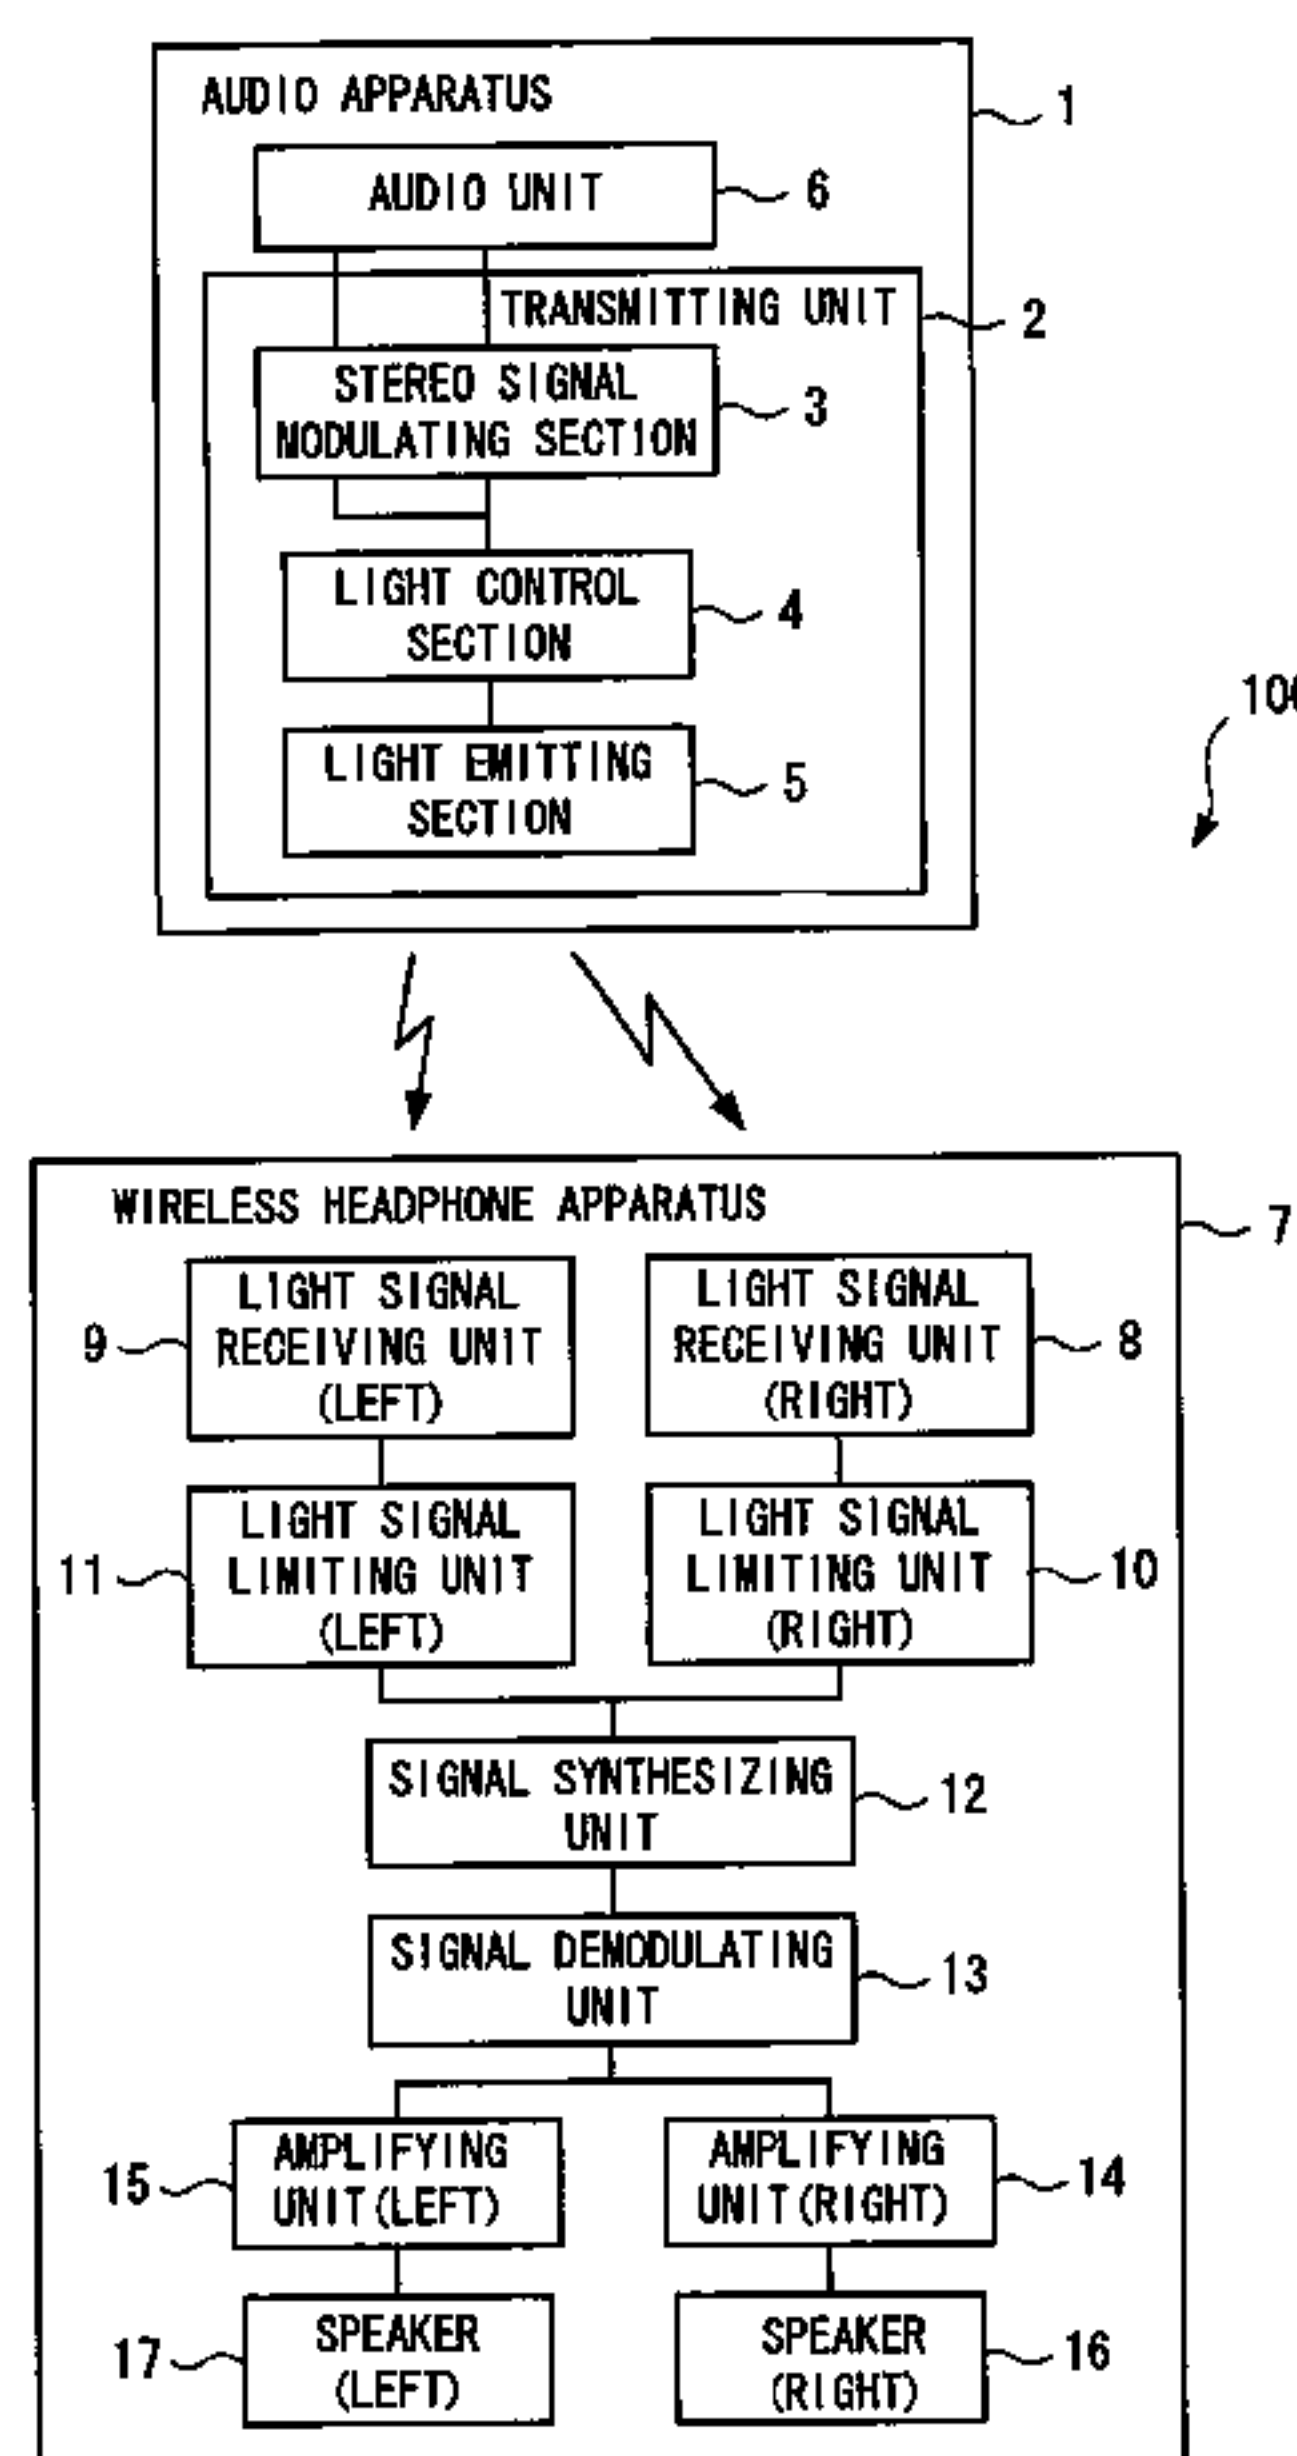 AUDIO APPARATUS
1
AUDIO UNIT
6
TRANSMITTING UNIT
2
STEREO SIGNAL
MODULATING SECTION
3
LIGHT CONTROL
SECTION
4
LIGHT EMITTING
SECTION
5
WIRELESS HEADPHONE APPARATUS
7
LIGHT SIGNAL
RECEIVING UNIT
(LEFT)
9
LIGHT SIGNAL
RECEIVING UNIT
(RIGHT)
8
LIGHT SIGNAL
LIMITING UNIT
(LEFT)
11
LIGHT SIGNAL
LIMITING UNIT
(RIGHT)
10
SIGNAL SYNTHESIZING
UNIT
12
SIGNAL DEMODULATING
UNIT
13
AMPLIFYING
UNIT(LEFT)
15
AMPLIFYING
UNIT(RIGHT)
14
SPEAKER
(LEFT)
17
SPEAKER
(RIGHT)
16